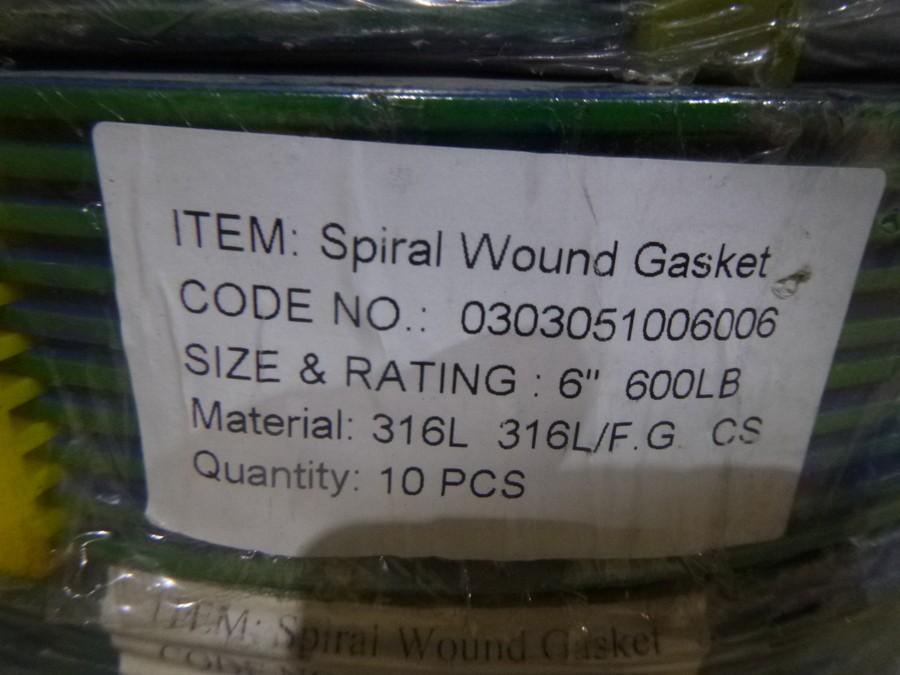 ITEM: Spiral Wound Gasket
CODE NO.: 0303051006006
SIZE & RATING : 6" 600LB
Material: 316L 316L/F.G. CS
Quantity: 10 PCS
ITEM: Spiral Wound Gasket